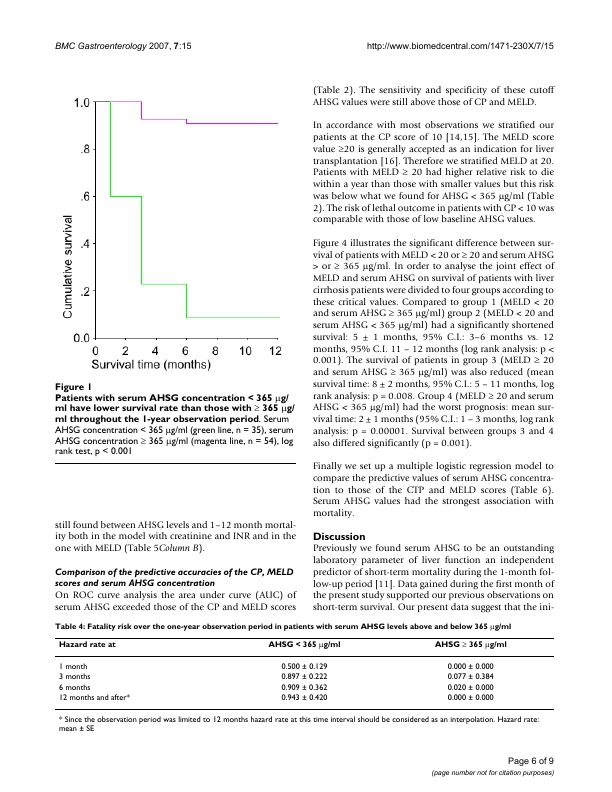 BMC Gastroenterology 2007, 7:15
http://www.biomedcentral.com/1471-230X/7/15
1.0
.8
.6
.4
.2
0.0
Cumulative survival
0 2 4 6 8 10 12
Survival time (months)
Figure 1
Patients with serum AHSG concentration < 365 μg/
ml have lower survival rate than those with ≥ 365 μg/
ml throughout the 1-year observation period. Serum
AHSG concentration < 365 μg/ml (green line, n = 35), serum
AHSG concentration ≥ 365 μg/ml (magenta line, n = 54), log
rank test, p < 0.001
still found between AHSG levels and 1–12 month mortal-
ity both in the model with creatinine and INR and in the
one with MELD (Table 5Column B).
Comparison of the predictive accuracies of the CP, MELD
scores and serum AHSG concentration
On ROC curve analysis the area under curve (AUC) of
serum AHSG exceeded those of the CP and MELD scores
(Table 2). The sensitivity and specificity of these cutoff
AHSG values were still above those of CP and MELD.
In accordance with most observations we stratified our
patients at the CP score of 10 [14,15]. The MELD score
value ≥20 is generally accepted as an indication for liver
transplantation [16]. Therefore we stratified MELD at 20.
Patients with MELD ≥ 20 had higher relative risk to die
within a year than those with smaller values but this risk
was below what we found for AHSG < 365 μg/ml (Table
2). The risk of lethal outcome in patients with CP < 10 was
comparable with those of low baseline AHSG values.
Figure 4 illustrates the significant difference between sur-
vival of patients with MELD < 20 or ≥ 20 and serum AHSG
> or ≥ 365 μg/ml. In order to analyse the joint effect of
MELD and serum AHSG on survival of patients with liver
cirrhosis patients were divided to four groups according to
these critical values. Compared to group 1 (MELD < 20
and serum AHSG ≥ 365 μg/ml) group 2 (MELD < 20 and
serum AHSG < 365 μg/ml) had a significantly shortened
survival: 5 ± 1 months, 95% C.I.: 3–6 months vs. 12
months, 95% C.I. 11 – 12 months (log rank analysis: p <
0.001). The survival of patients in group 3 (MELD ≥ 20
and serum AHSG ≥ 365 μg/ml) was also reduced (mean
survival time: 8 ± 2 months, 95% C.I.: 5 – 11 months, log
rank analysis: p = 0.008. Group 4 (MELD ≥ 20 and serum
AHSG < 365 μg/ml) had the worst prognosis: mean sur-
vival time: 2 ± 1 months (95% C.I.: 1 – 3 months, log rank
analysis: p = 0.00001. Survival between groups 3 and 4
also differed significantly (p = 0.001).
Finally we set up a multiple logistic regression model to
compare the predictive values of serum AHSG concentra-
tion to those of the CTP and MELD scores (Table 6).
Serum AHSG values had the strongest association with
mortality.
Discussion
Previously we found serum AHSG to be an outstanding
laboratory parameter of liver function an independent
predictor of short-term mortality during the 1-month fol-
low-up period [11]. Data gained during the first month of
the present study supported our previous observations on
short-term survival. Our present data suggest that the ini-
Table 4: Fatality risk over the one-year observation period in patients with serum AHSG levels above and below 365 μg/ml
Hazard rate at AHSG < 365 μg/ml AHSG ≥ 365 μg/ml
1 month 0.500 ± 0.129 0.000 ± 0.000
3 months 0.897 ± 0.222 0.077 ± 0.384
6 months 0.909 ± 0.362 0.020 ± 0.000
12 months and after* 0.943 ± 0.420 0.000 ± 0.000
* Since the observation period was limited to 12 months hazard rate at this time interval should be considered as an interpolation. Hazard rate:
mean ± SE
Page 6 of 9
(page number not for citation purposes)